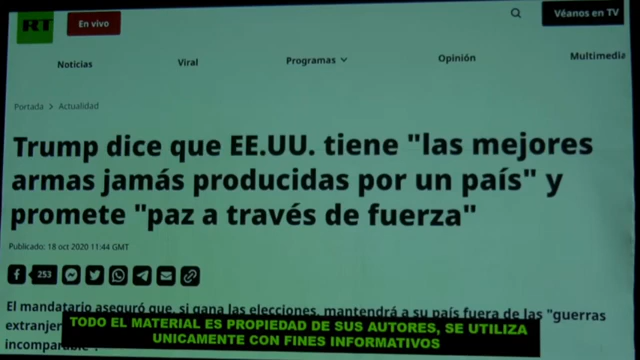 RT
En vivo
Véanos en TV
Noticias
Viral
Programas
Opinión
Multimedia
Portada > Actualidad
Trump dice que EE.UU. tiene "las mejores
armas jamás producidas por un país" y
promete "paz a través de fuerza"
Publicado: 18 oct 2020 11:44 GMT
253
El mandatario aseguró que, si gana las elecciones, mantendrá a su país fuera de las "guerras
TODO EL MATERIAL ES PROPIEDAD DE SUS AUTORES, SE UTILIZA
UNICAMENTE CON FINES INFORMATIVOS